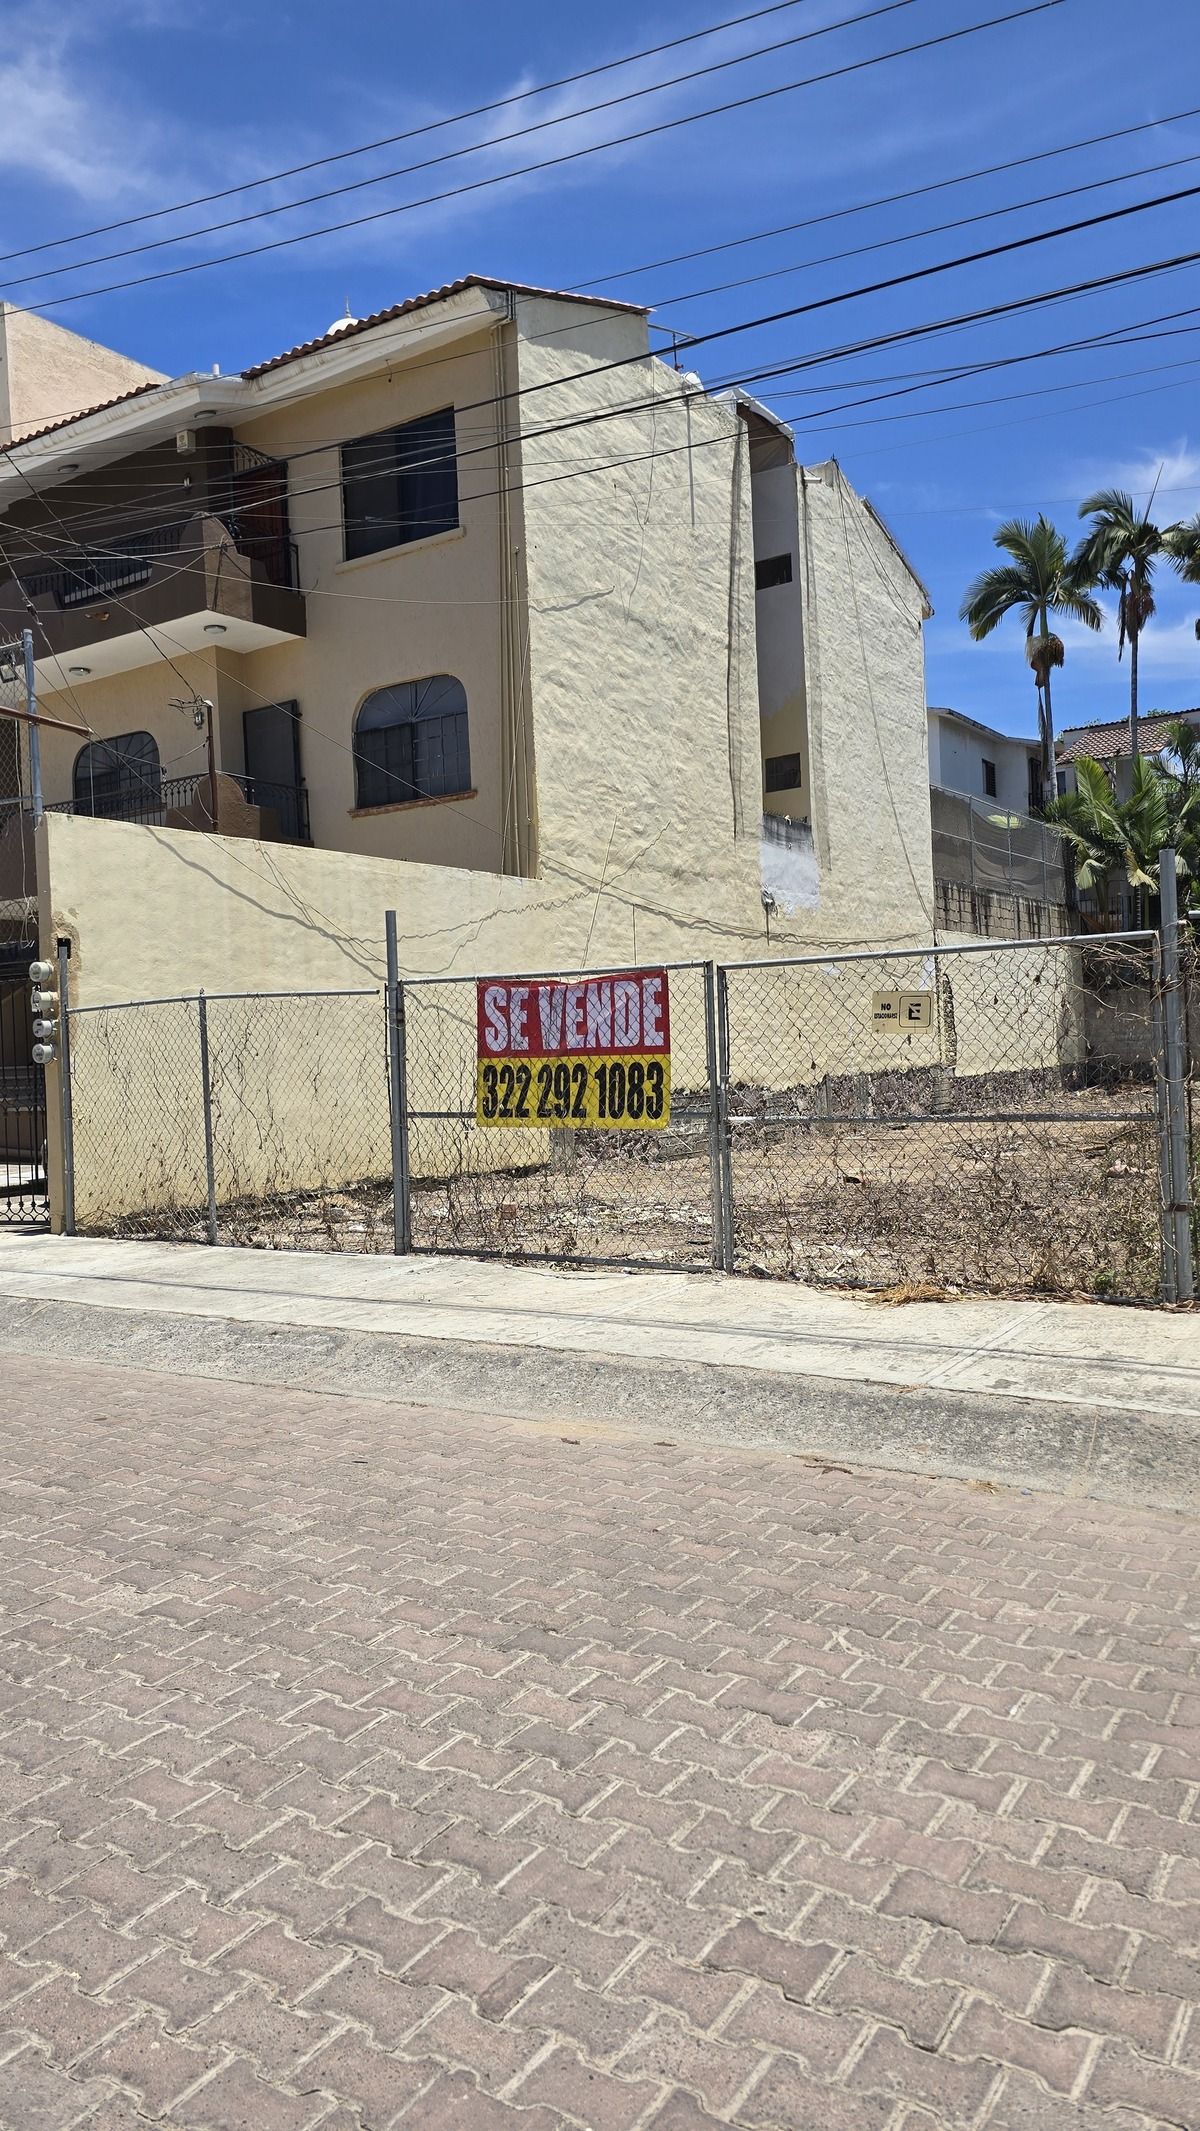 SE VENDE
322 292 1083
NO
ESTACIONARSE
E